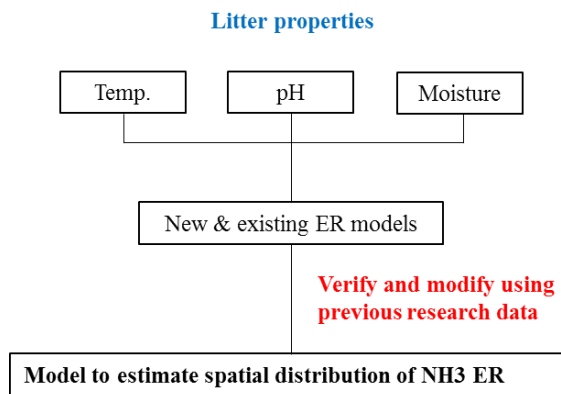 Litter properties
Temp.
pH
Moisture
New & existing ER models
Verify and modify using
previous research data
Model to estimate spatial distribution of NH3 ER